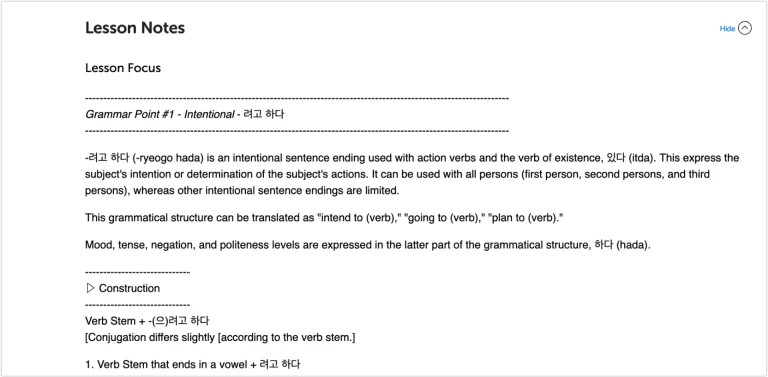 Lesson Notes
Hide
Lesson Focus
----------------------------------------------------------------------------------------------------------------------
Grammar Point #1 - Intentional - 려고 하다
----------------------------------------------------------------------------------------------------------------------
-려고 하다 (-ryeogo hada) is an intentional sentence ending used with action verbs and the verb of existence, 있다 (itda). This express the
subject's intention or determination of the subject's actions. It can be used with all persons (first person, second persons, and third
persons), whereas other intentional sentence endings are limited.
This grammatical structure can be translated as "intend to (verb)," "going to (verb)," "plan to (verb)."
Mood, tense, negation, and politeness levels are expressed in the latter part of the grammatical structure, 하다 (hada).
-----------------------------
▷ Construction
-----------------------------
Verb Stem + -(으)려고 하다
[Conjugation differs slightly [according to the verb stem.]
1. Verb Stem that ends in a vowel + 려고 하다